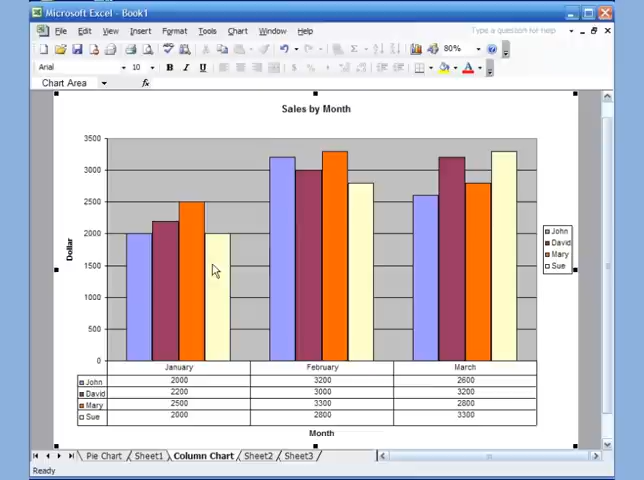 Microsoft Excel - Book1
File Edit View Insert Format Tools Chart Window Help Type a question for help
80%
Arial 10 B I U
Chart Area fx
Sales by Month
3500
3000
2500
2000
1500
1000
500
0
Dollar
John
David
Mary
Sue
January February March
John 2000 3200 2600
David 2200 3000 3200
Mary 2500 3300 2800
Sue 2000 2800 3300
Month
Pie Chart Sheet1 Column Chart Sheet2 Sheet3
Ready